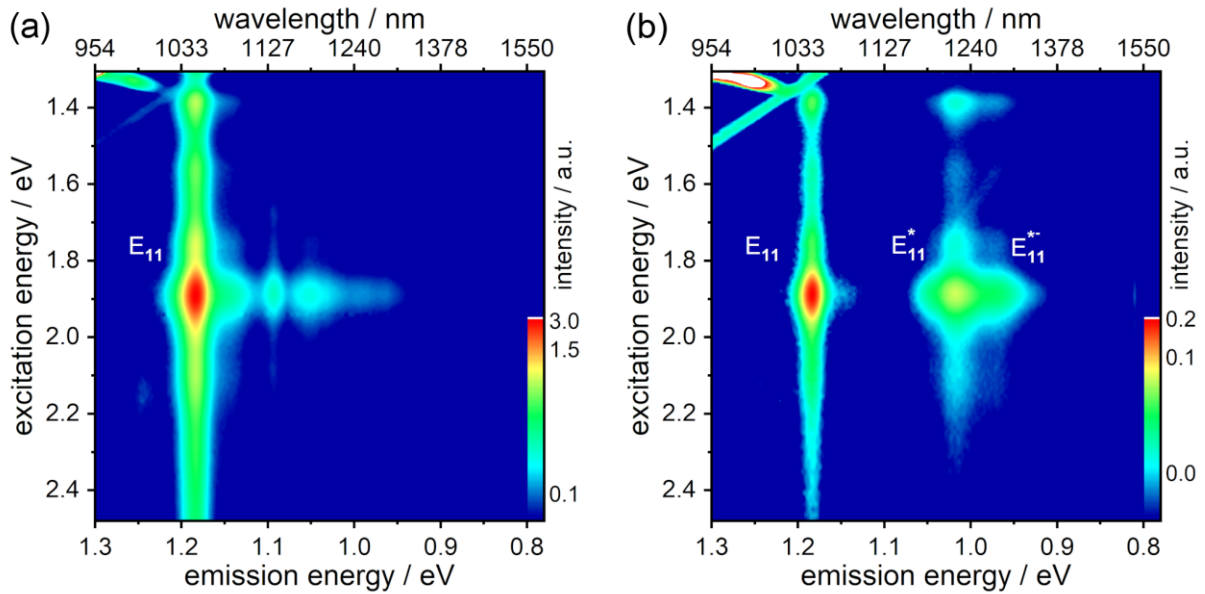 (a)
wavelength / nm
954 1033 1127 1240 1378 1550
excitation energy / eV
1.4
1.6
1.8
2.0
2.2
2.4
E11
intensity / a.u.
3.0
1.5
0.1
1.3 1.2 1.1 1.0 0.9 0.8
emission energy / eV
(b)
wavelength / nm
954 1033 1127 1240 1378 1550
excitation energy / eV
1.4
1.6
1.8
2.0
2.2
2.4
E11 E*11 E*-11
intensity / a.u.
0.2
0.1
0.0
1.3 1.2 1.1 1.0 0.9 0.8
emission energy / eV